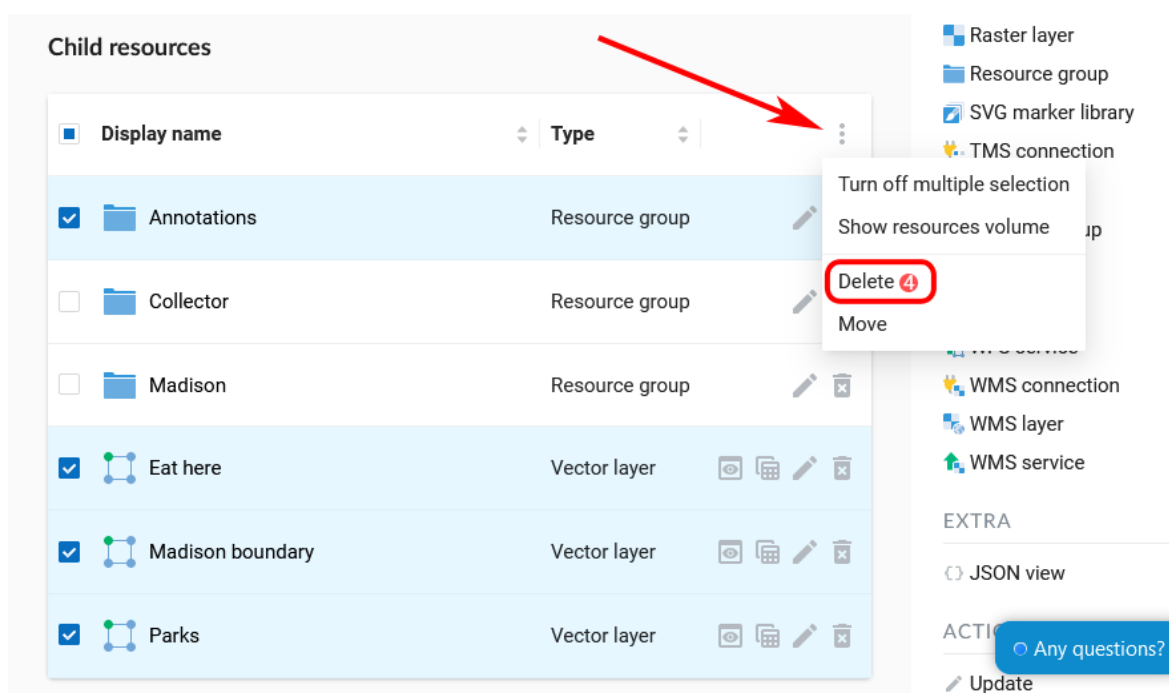 Child resources
Display name Type
Annotations Resource group
Collector Resource group
Madison Resource group
Eat here Vector layer
Madison boundary Vector layer
Parks Vector layer
Turn off multiple selection
Show resources volume
Delete 4
Move
Raster layer
Resource group
SVG marker library
TMS connection
up
service
WMS connection
WMS layer
WMS service
EXTRA
JSON view
Any questions?
Update